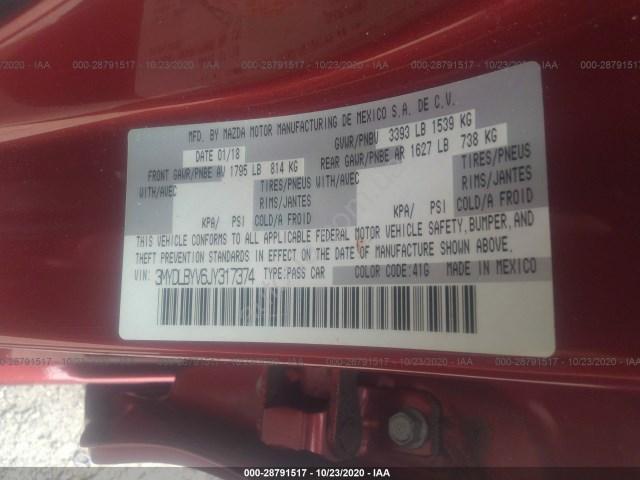 000-28791517 - 10/23/2020 - IAA
MFD. BY MAZDA MOTOR MANUFACTURING DE MEXICO S.A. DE C.V.
DATE 01/18 GVWR/PNBV 3393 LB 1539 KG
FRONT GAWR/PNBE AV 1795 LB 814 KG REAR GAWR/PNBE AR 1627 LB 738 KG
WITH/AVEC TIRES/PNEUS WITH/AVEC TIRES/PNEUS
RIMS/JANTES RIMS/JANTES
KPA/ PSI COLD/A FROID KPA/ PSI COLD/A FROID
THIS VEHICLE CONFORMS TO ALL APPLICABLE FEDERAL MOTOR VEHICLE SAFETY, BUMPER, AND
THEFT PREVENTION STANDARDS IN EFFECT ON THE DATE OF MANUFACTURE SHOWN ABOVE.
VIN: 3MYDLBYV6JY317374 TYPE: PASS CAR COLOR CODE: 41G MADE IN MEXICO
000-28791517 - 10/23/2020 - IAA
000-28791517 - 10/23/2020 - IAA